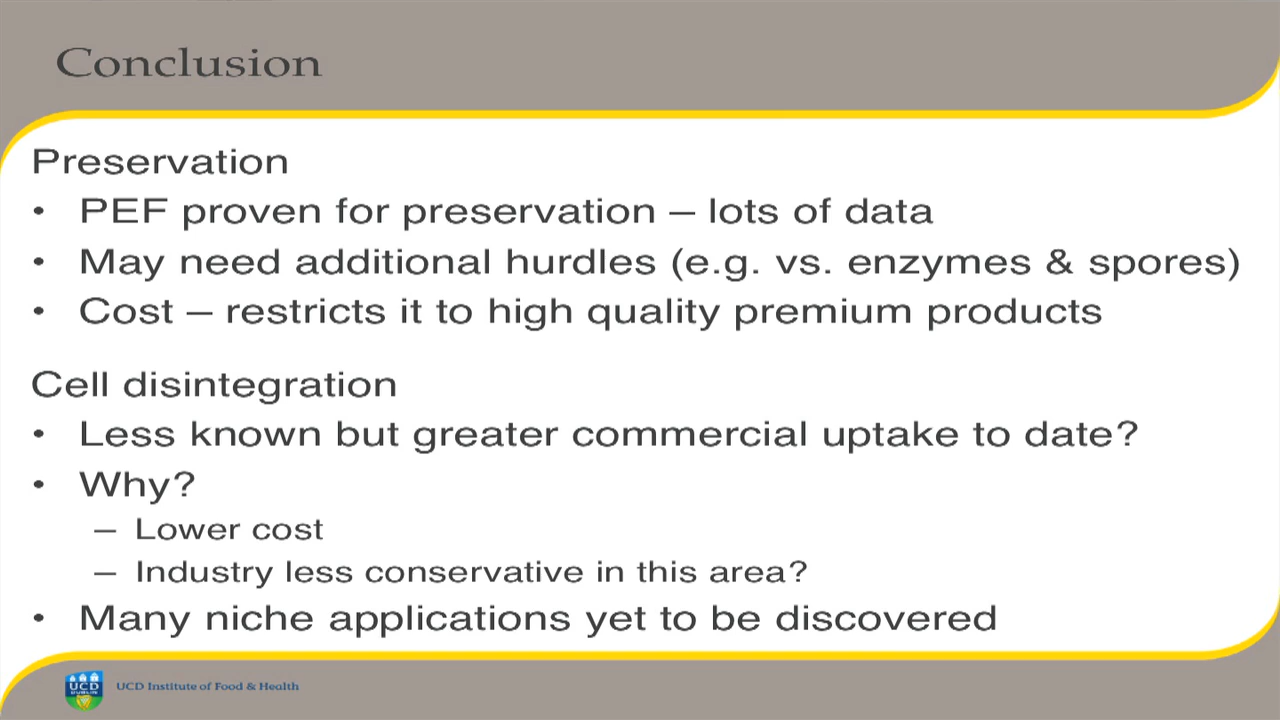 Conclusion
Preservation
• PEF proven for preservation – lots of data
• May need additional hurdles (e.g. vs. enzymes & spores)
• Cost – restricts it to high quality premium products
Cell disintegration
• Less known but greater commercial uptake to date?
• Why?
– Lower cost
– Industry less conservative in this area?
• Many niche applications yet to be discovered
UCD
DUBLIN
UCD Institute of Food & Health